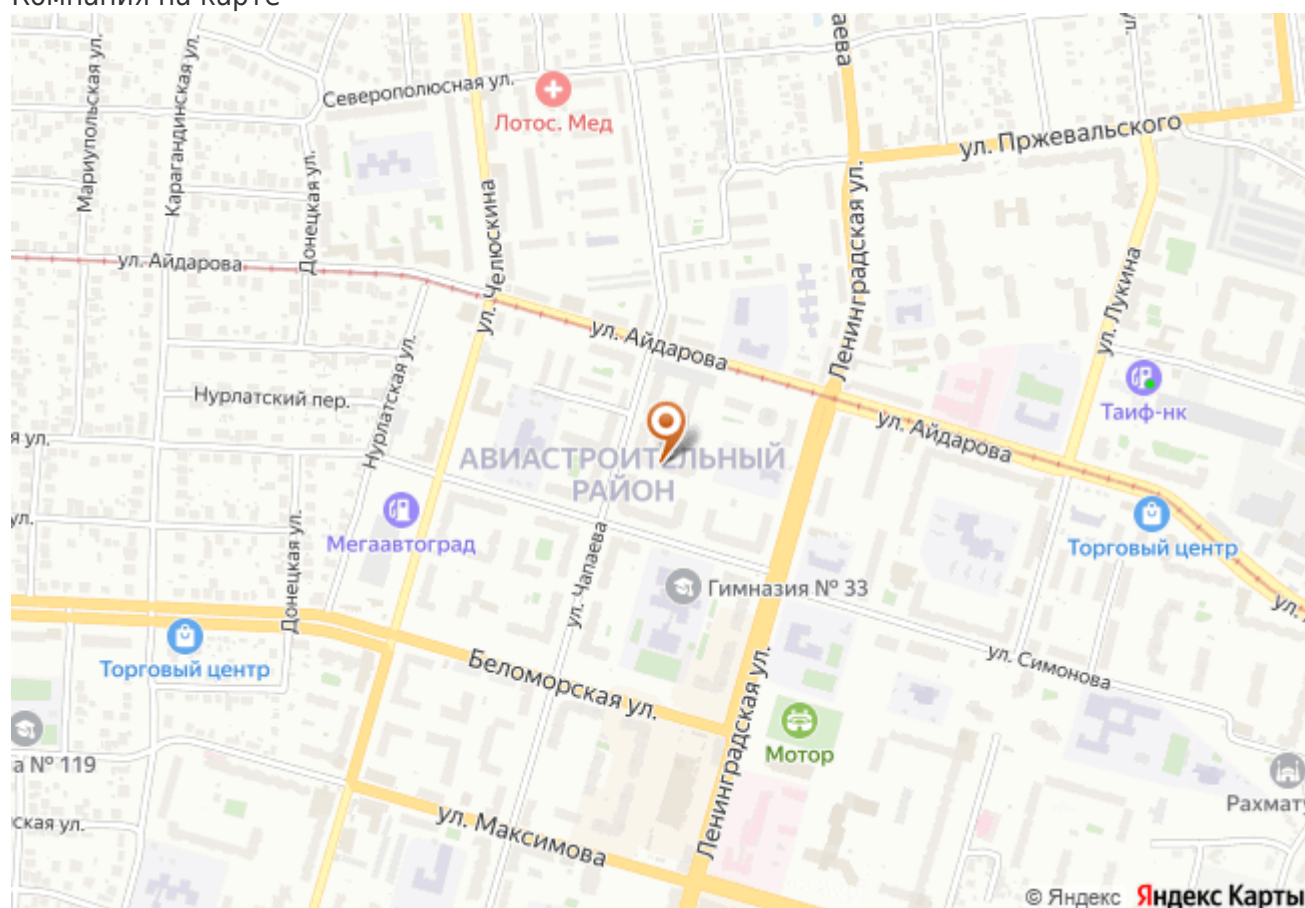 Компания на карте
Северополюсная ул.
Лотос. Мед
ул. Пржевальского
Мариупольская ул.
Карагандинская ул.
Донецкая ул.
ул. Челюскина
Ленинградская ул.
ул. Лукина
ул. Айдарова
ул. Айдарова
Нурлатский пер.
Нурлатская ул.
Таиф-нк
ул. Айдарова
АВИАСТРОИТЕЛЬНЫЙ
РАЙОН
Мегаавтоград
Торговый центр
Донецкая ул.
ул. Чапаева
Гимназия № 33
Торговый центр
Беломорская ул.
ул. Симонова
Ленинградская ул.
Мотор
а № 119
ская ул.
ул. Максимова
© Яндекс Яндекс Карты